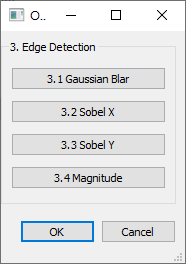 O..
3. Edge Detection
3.1 Gaussian Blar
3.2 Sobel X
3.3 Sobel Y
3.4 Magnitude
OK
Cancel